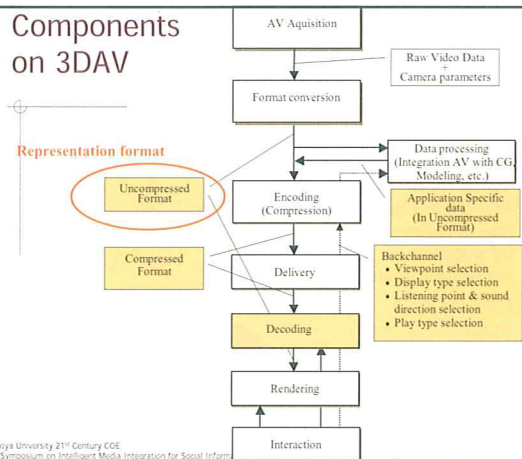 Components
on 3DAV
AV Aquisition
Raw Video Data
+
Camera parameters
Format conversion
Representation format
Data processing
(Integration AV with CG,
Modeling, etc.)
Uncompressed
Format
Encoding
(Compression)
Application Specific
data
(In Uncompressed
Format)
Compressed
Format
Delivery
Backchannel
• Viewpoint selection
• Display type selection
• Listening point & sound
direction selection
• Play type selection
Decoding
Rendering
Interaction
oya University 21st Century COE
Symposium on Intelligent Media Integration for Social Inform